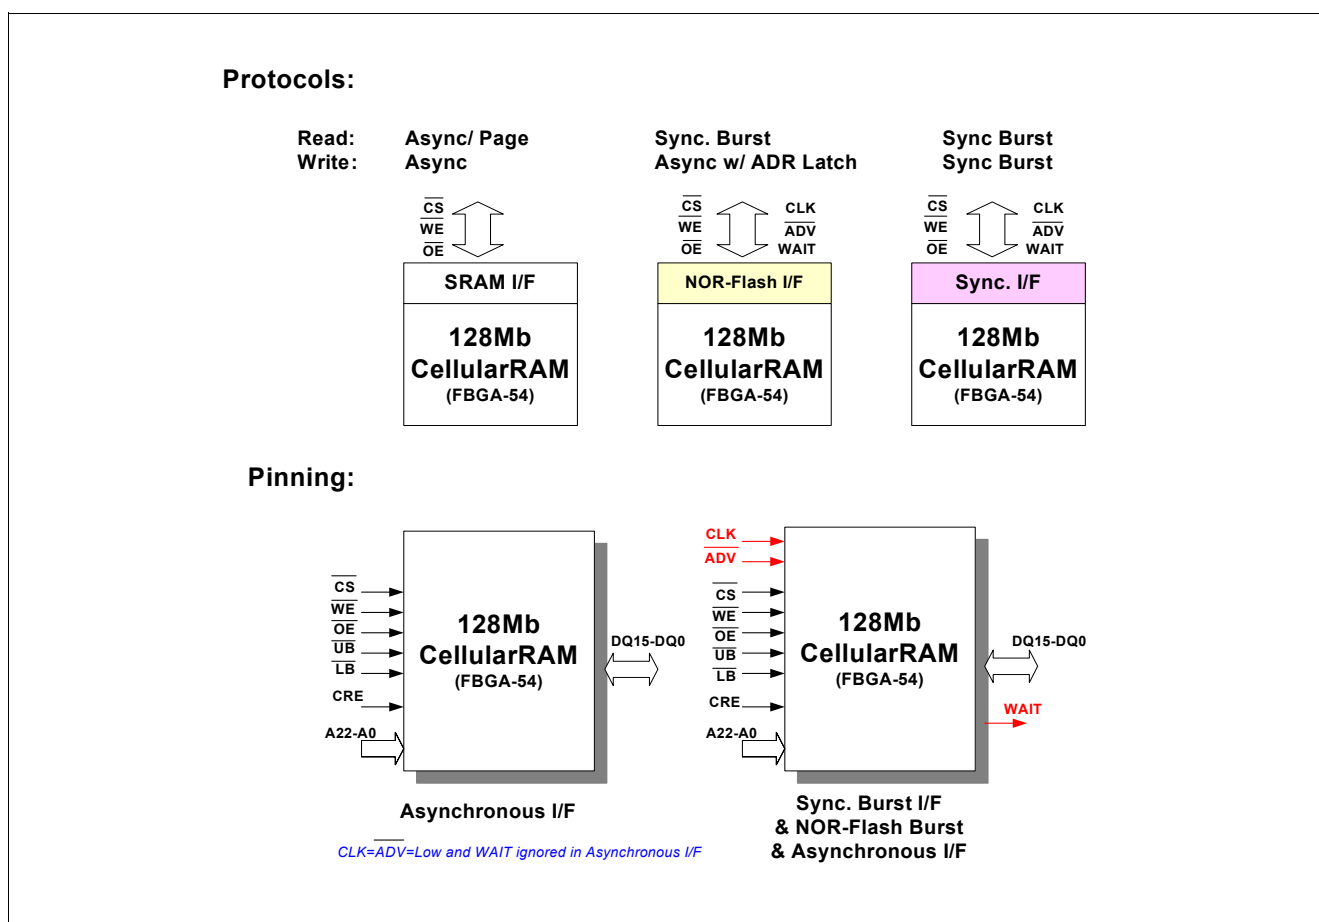 Protocols:
Read: Async/ Page Sync. Burst Sync Burst
Write: Async Async w/ ADR Latch Sync Burst
CS CS CLK CS CLK
WE WE ADV WE ADV
OE OE WAIT OE WAIT
SRAM I/F NOR-Flash I/F Sync. I/F
128Mb 128Mb 128Mb
CellularRAM CellularRAM CellularRAM
(FBGA-54) (FBGA-54) (FBGA-54)
Pinning:
CS
WE
OE
UB
LB
CRE
A22-A0
128Mb
CellularRAM
(FBGA-54)
DQ15-DQ0
Asynchronous I/F
CLK=ADV=Low and WAIT ignored in Asynchronous I/F
CLK
ADV
CS
WE
OE
UB
LB
CRE
A22-A0
128Mb
CellularRAM
(FBGA-54)
DQ15-DQ0
WAIT
Sync. Burst I/F
& NOR-Flash Burst
& Asynchronous I/F